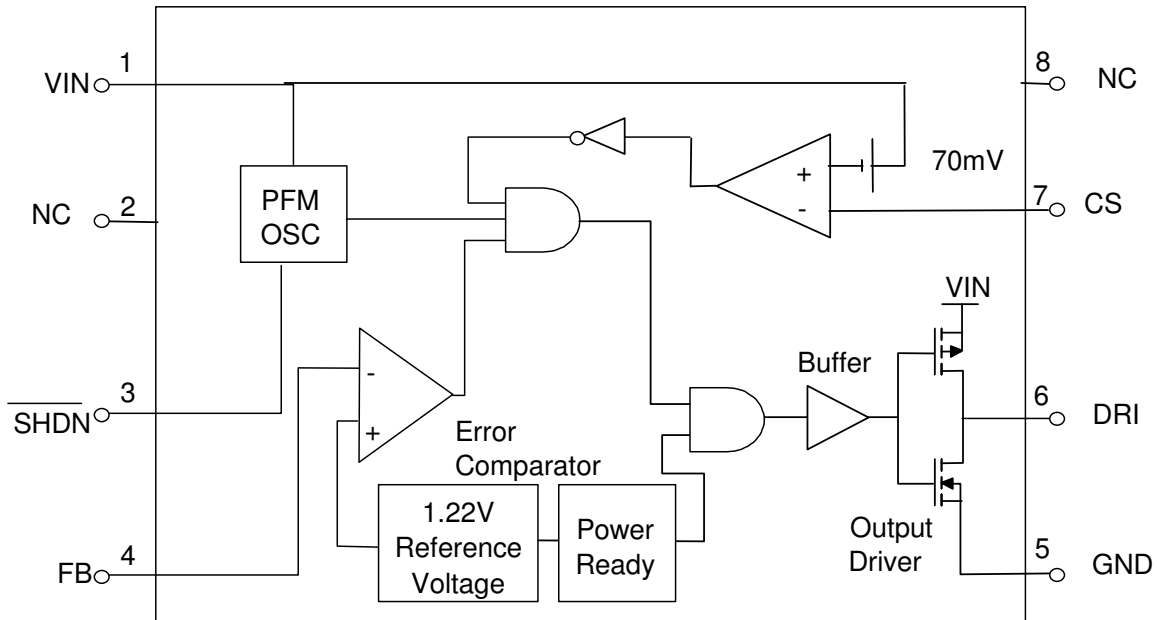 1
VIN
8
NC
70mV
+
-
PFM
OSC
2
NC
7
CS
VIN
3
SHDN
-
+
Error
Comparator
Buffer
6
DRI
1.22V
Reference
Voltage
Power
Ready
Output
Driver
4
FB
5
GND